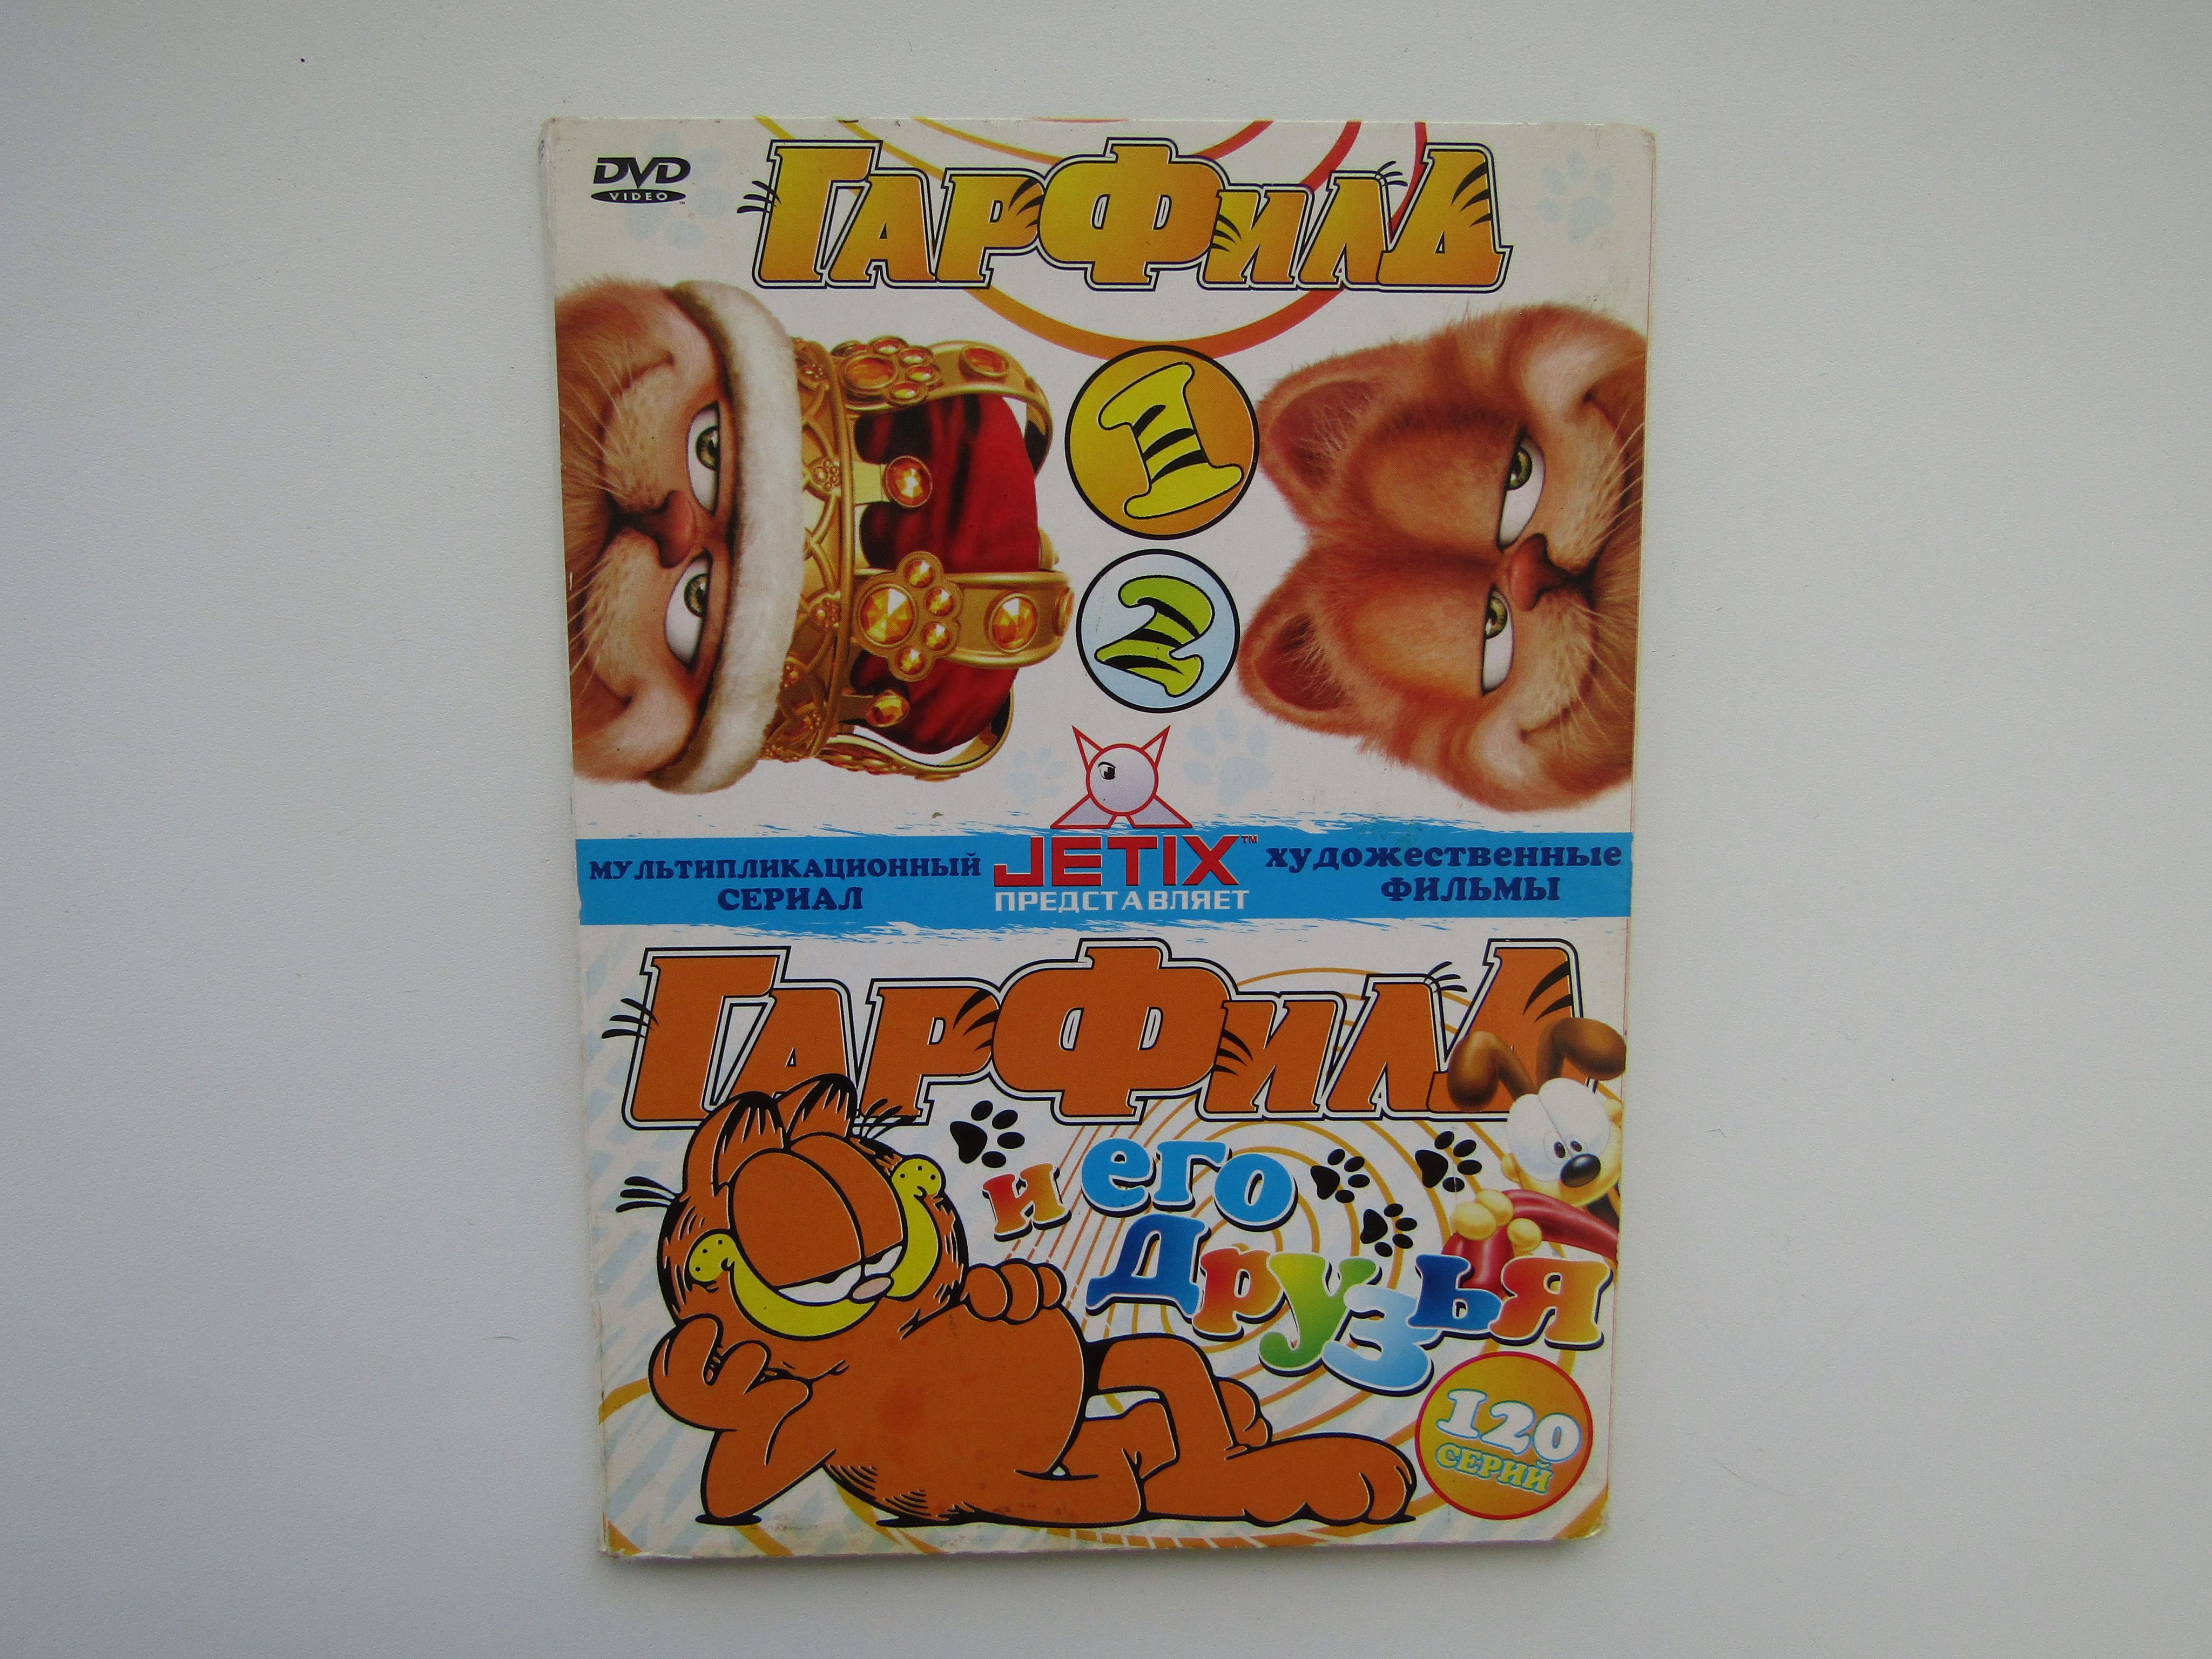 DVD
VIDEO
ГАРФИЛД
1
2
МУЛЬТИПЛИКАЦИОННЫЙ
СЕРИАЛ
JETIX™
ПРЕДСТАВЛЯЕТ
художественные
ФИЛЬМЫ
ГАРФИЛД
и его
Друзья
120
СЕРИЙ